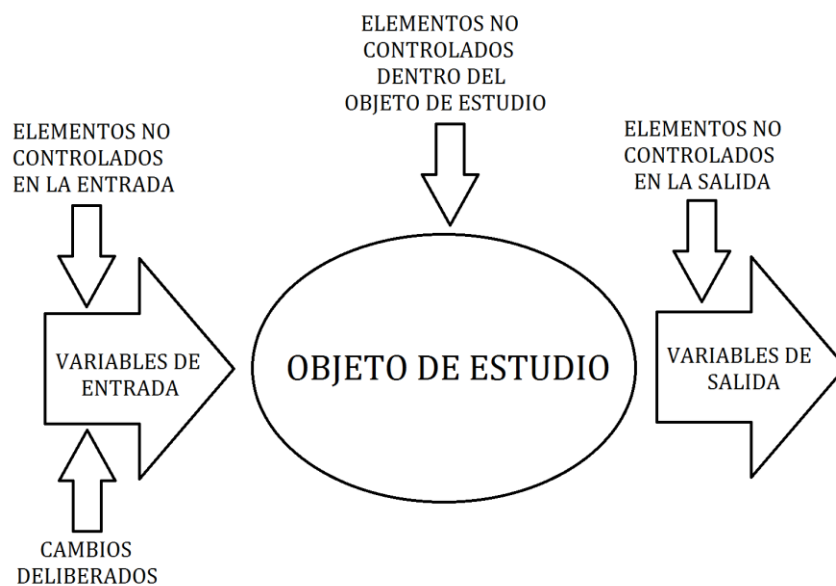 ELEMENTOS NO
CONTROLADOS
DENTRO DEL
OBJETO DE ESTUDIO
ELEMENTOS NO
CONTROLADOS
EN LA ENTRADA
ELEMENTOS NO
CONTROLADOS
EN LA SALIDA
VARIABLES DE
ENTRADA
OBJETO DE ESTUDIO
VARIABLES DE
SALIDA
CAMBIOS
DELIBERADOS